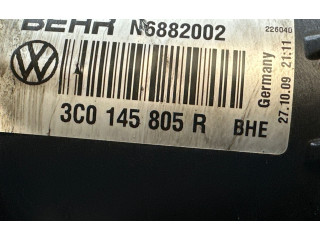 BEHR N6882002
226040
3C0 145 805 R BHE
Germany
27.10.09 21:11